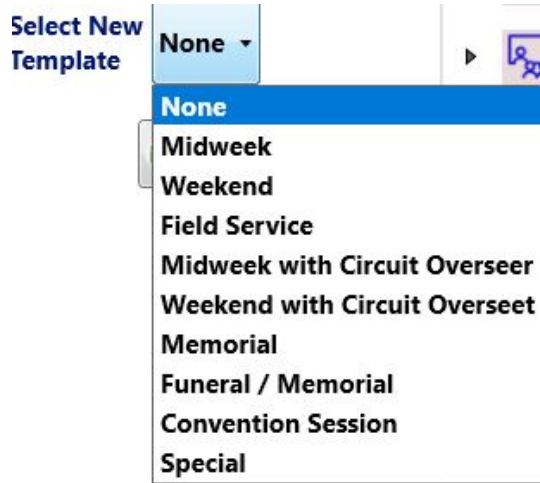 Select New
Template
None
None
Midweek
Weekend
Field Service
Midweek with Circuit Overseer
Weekend with Circuit Overseet
Memorial
Funeral / Memorial
Convention Session
Special